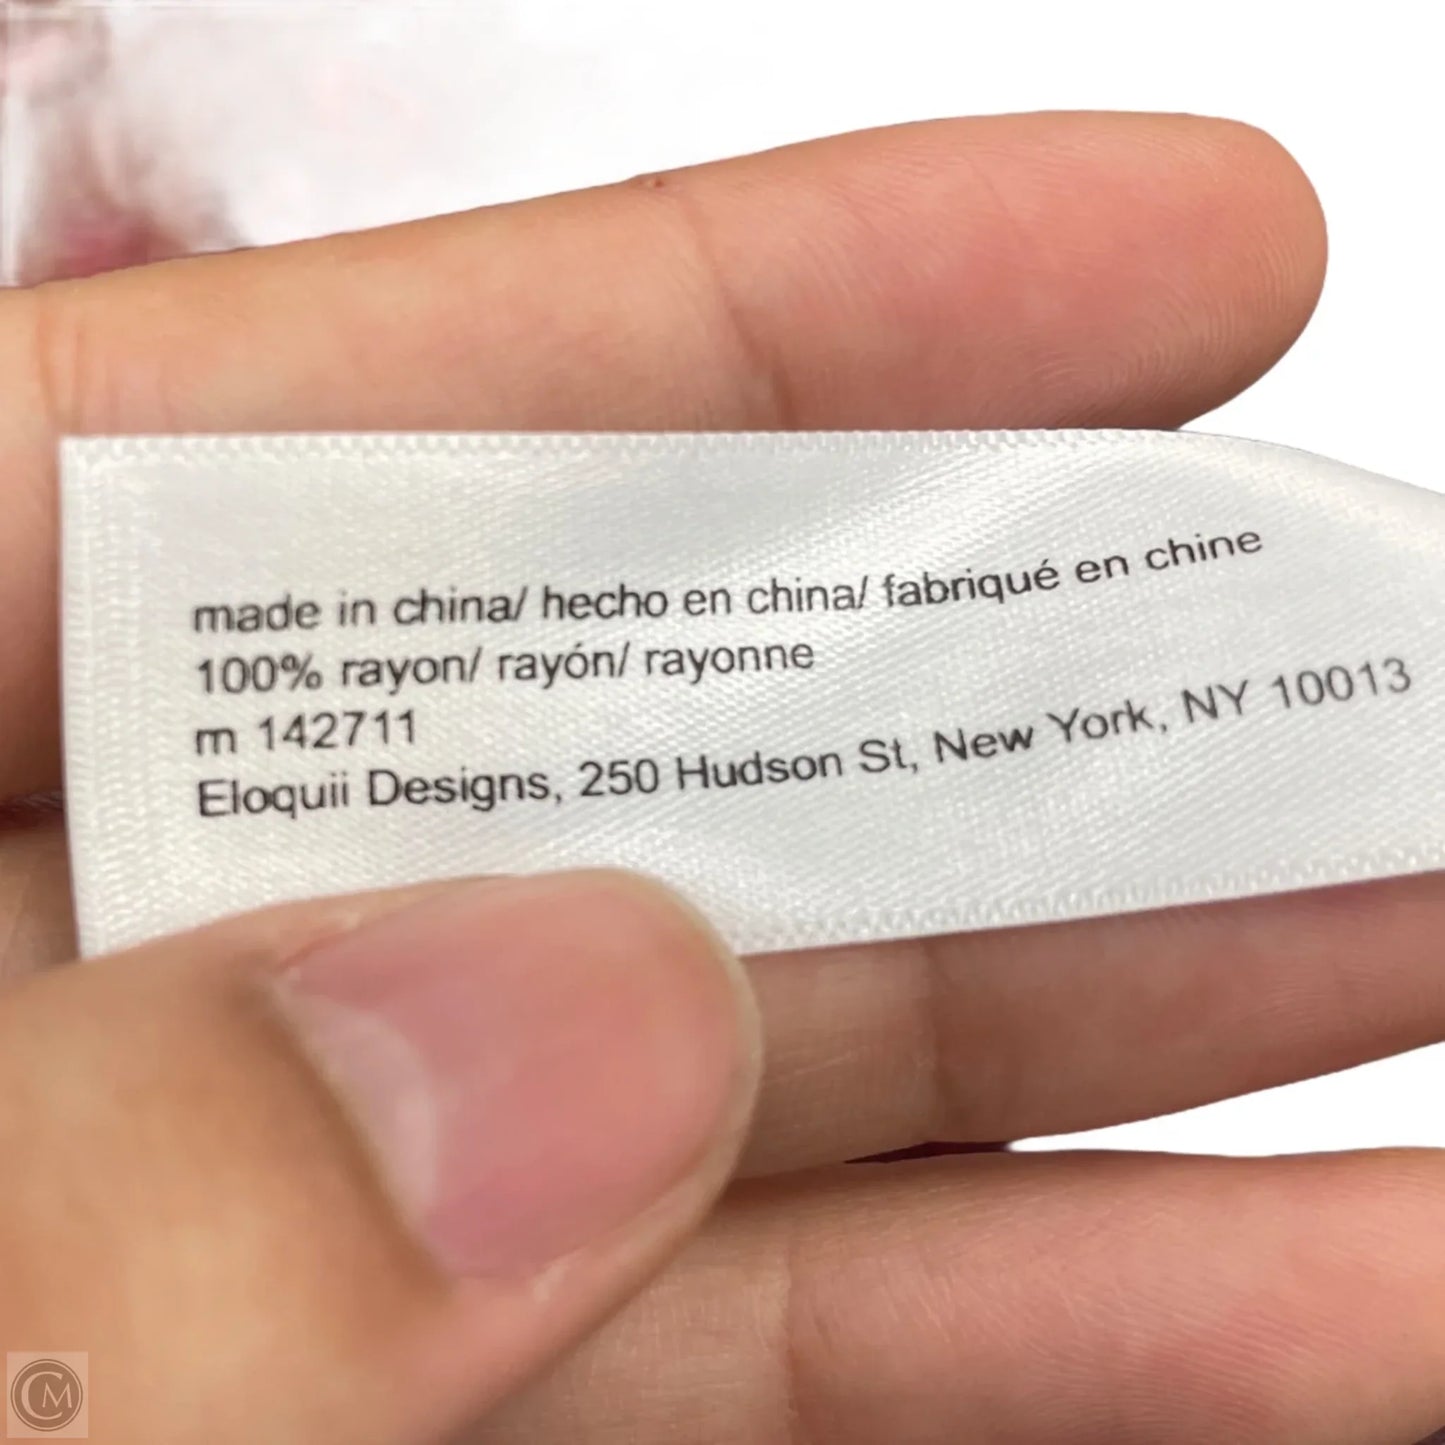 made in china/ hecho en china/ fabriqué en chine
100% rayon/ rayón/ rayonne
m 142711
Eloquii Designs, 250 Hudson St, New York, NY 10013
CM